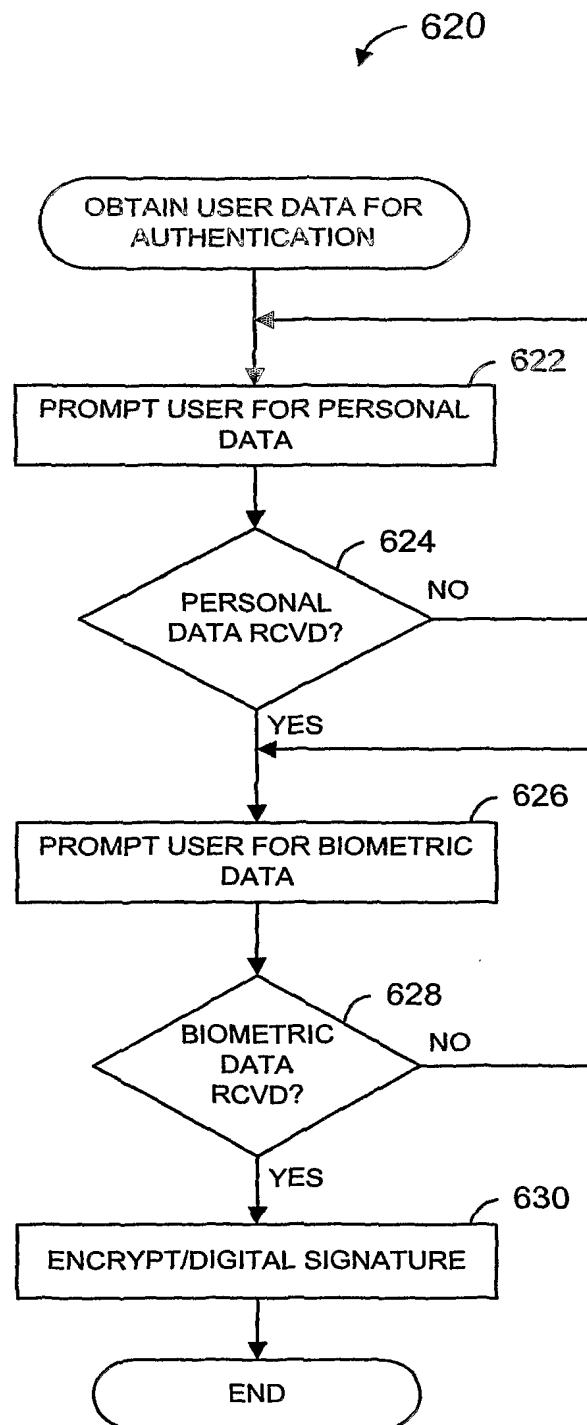 620
OBTAIN USER DATA FOR
AUTHENTICATION
622
PROMPT USER FOR PERSONAL
DATA
624
PERSONAL
DATA RCVD?
NO
YES
626
PROMPT USER FOR BIOMETRIC
DATA
628
BIOMETRIC
DATA
RCVD?
NO
YES
630
ENCRYPT/DIGITAL SIGNATURE
END